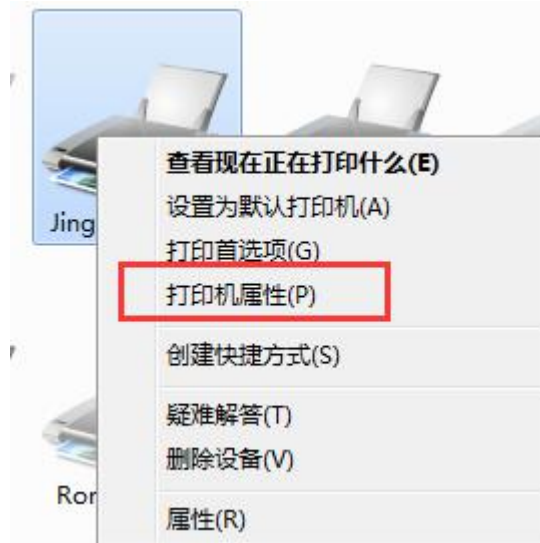 查看现在正在打印什么(E)
设置为默认打印机(A)
Jing
打印首选项(G)
打印机属性(P)
创建快捷方式(S)
疑难解答(T)
删除设备(V)
Ror
属性(R)